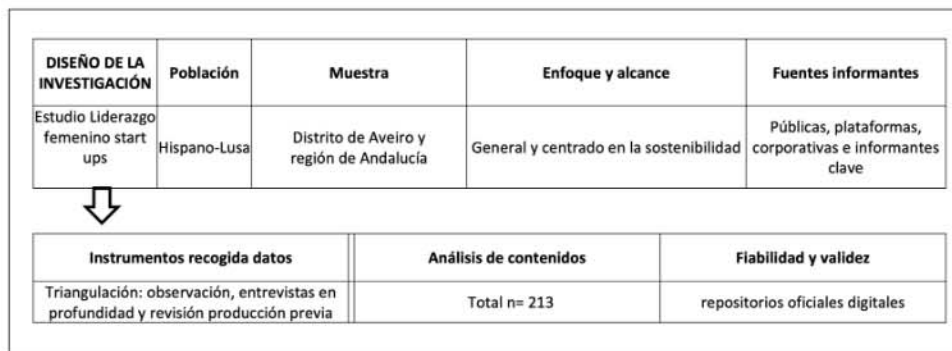 DISEÑO DE LA
INVESTIGACIÓN
Población
Muestra
Enfoque y alcance
Fuentes informantes
Estudio Liderazgo
femenino start
ups
Hispano-Lusa
Distrito de Aveiro y
región de Andalucía
General y centrado en la sostenibilidad
Públicas, plataformas,
corporativas e informantes
clave
Instrumentos recogida datos
Análisis de contenidos
Fiabilidad y validez
Triangulación: observación, entrevistas en
profundidad y revisión producción previa
Total n= 213
repositorios oficiales digitales